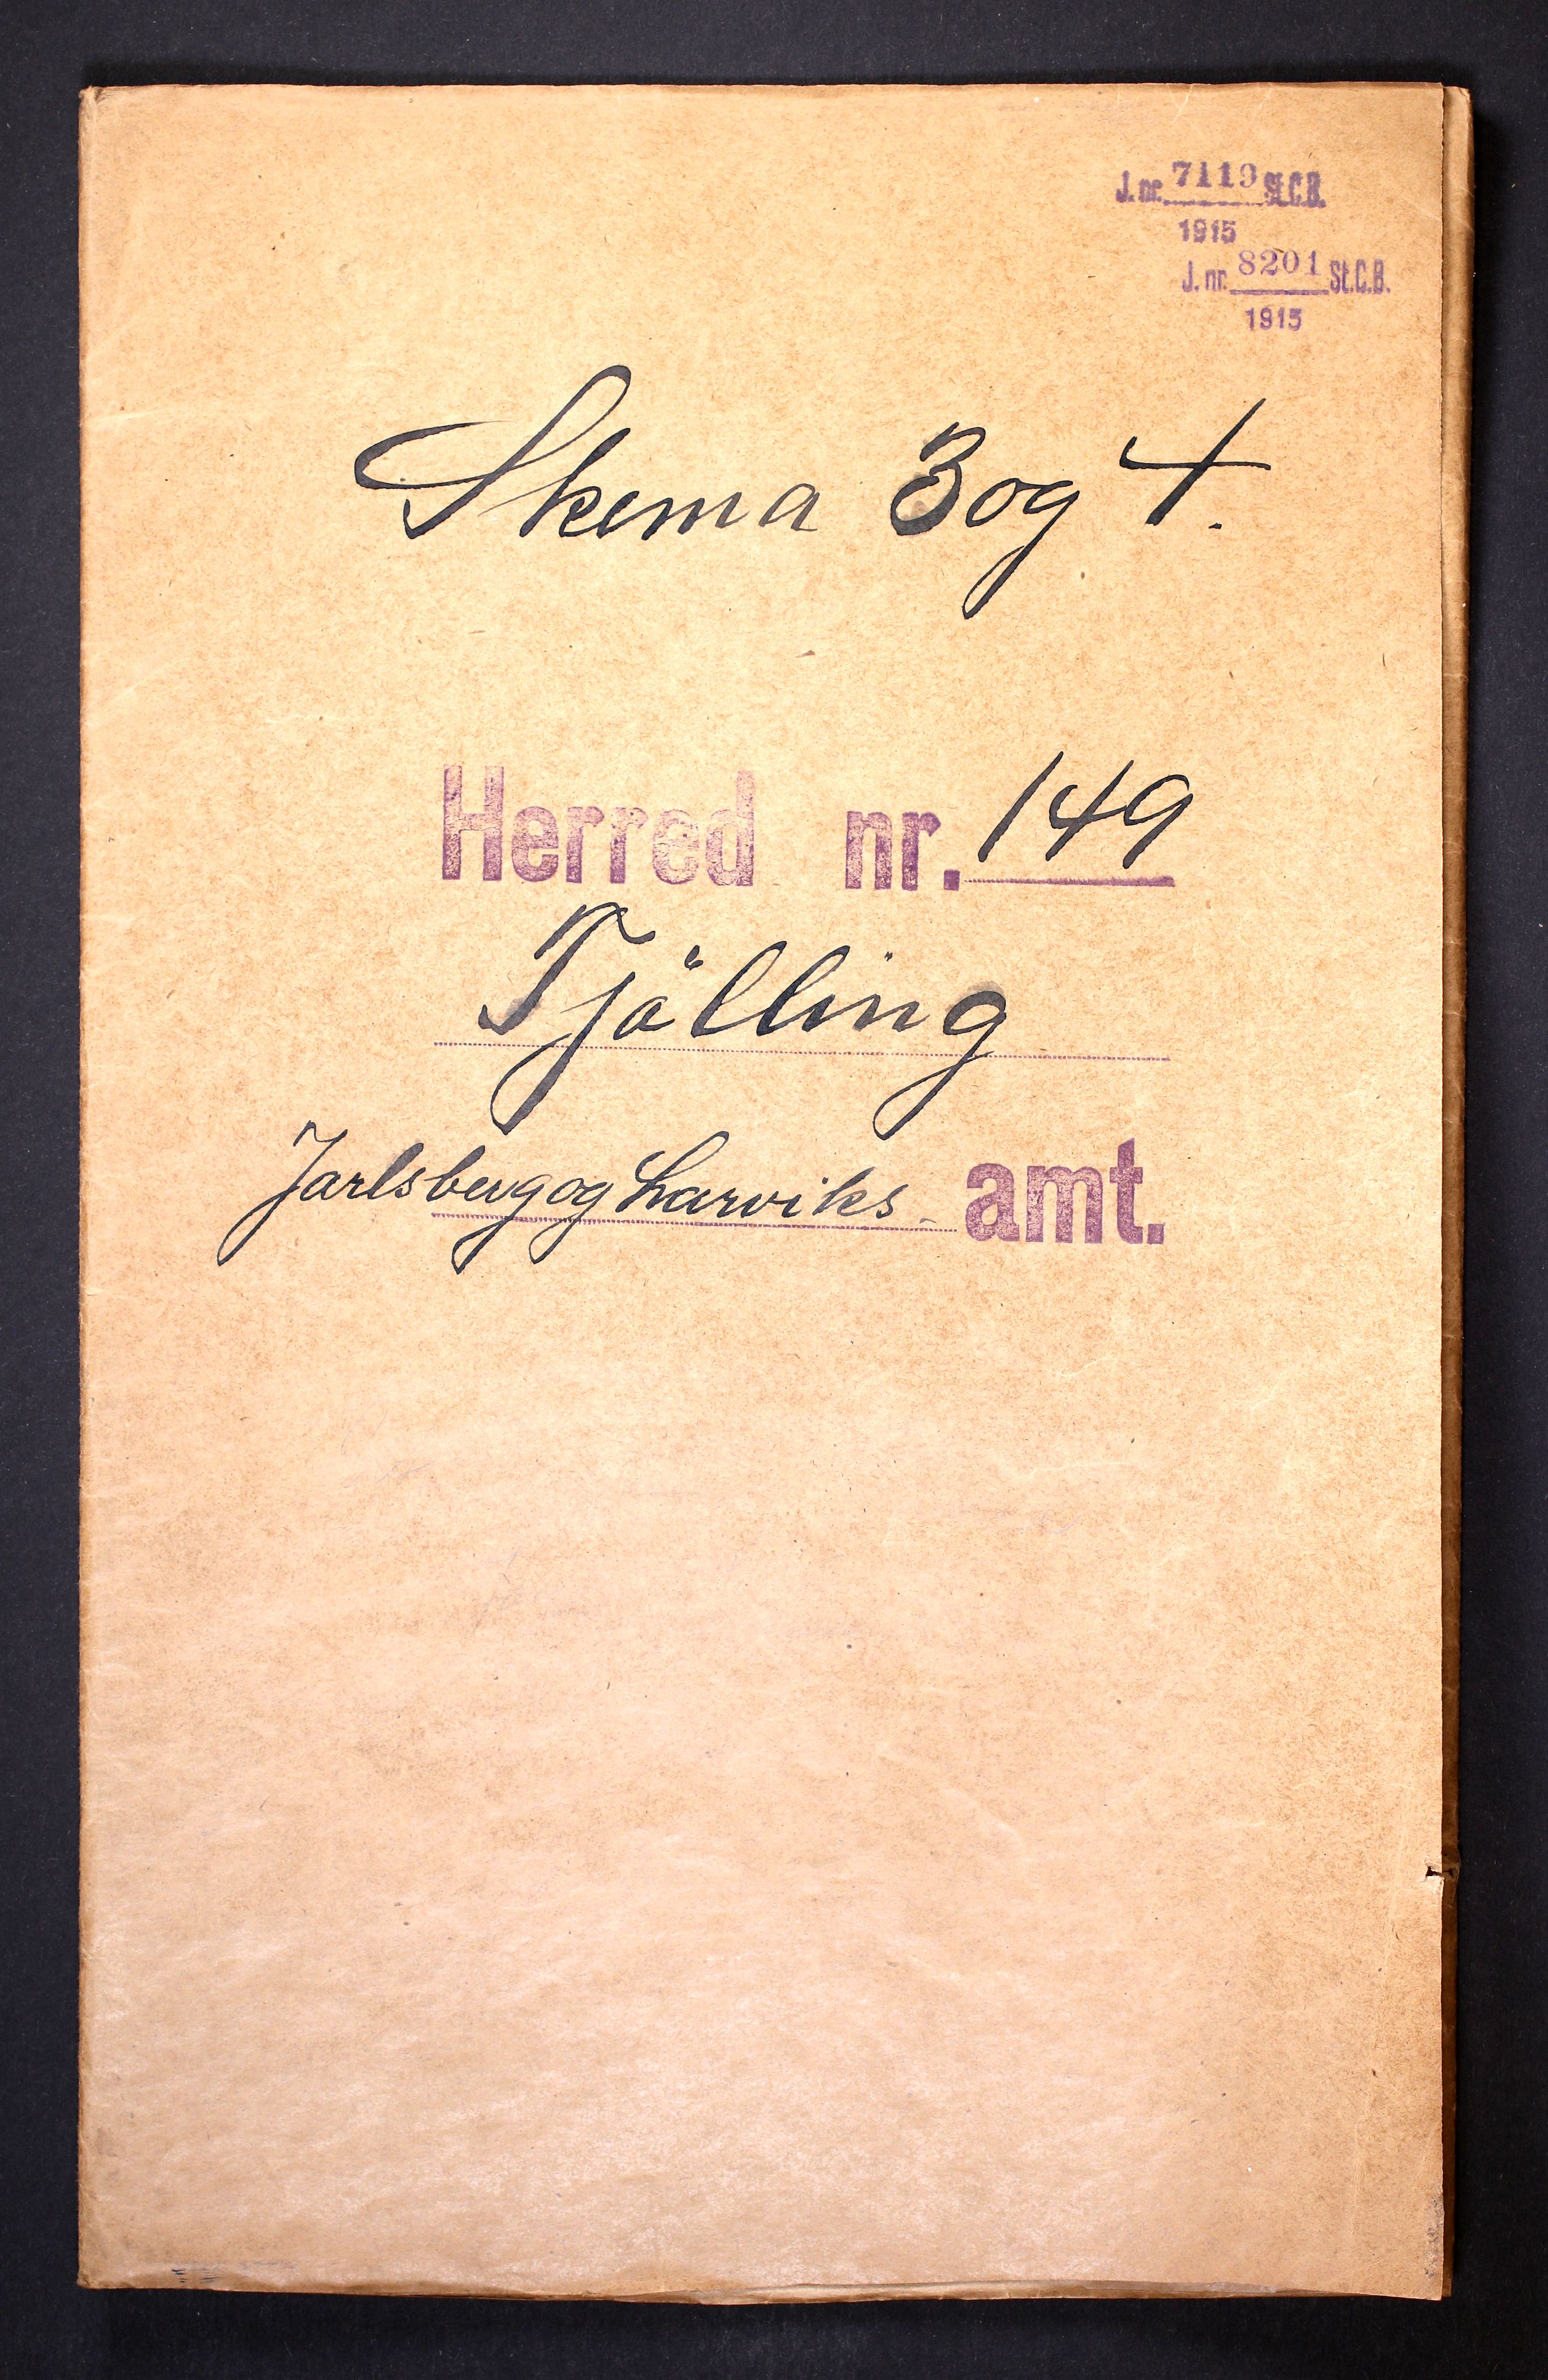 J. nr. 7119 St.C.B.
1915
J. nr. 8201 St.C.B.
1915
Skema 3 og 4.
Herred nr. 149
Tjölling
Jarlsberg og Larviks amt.